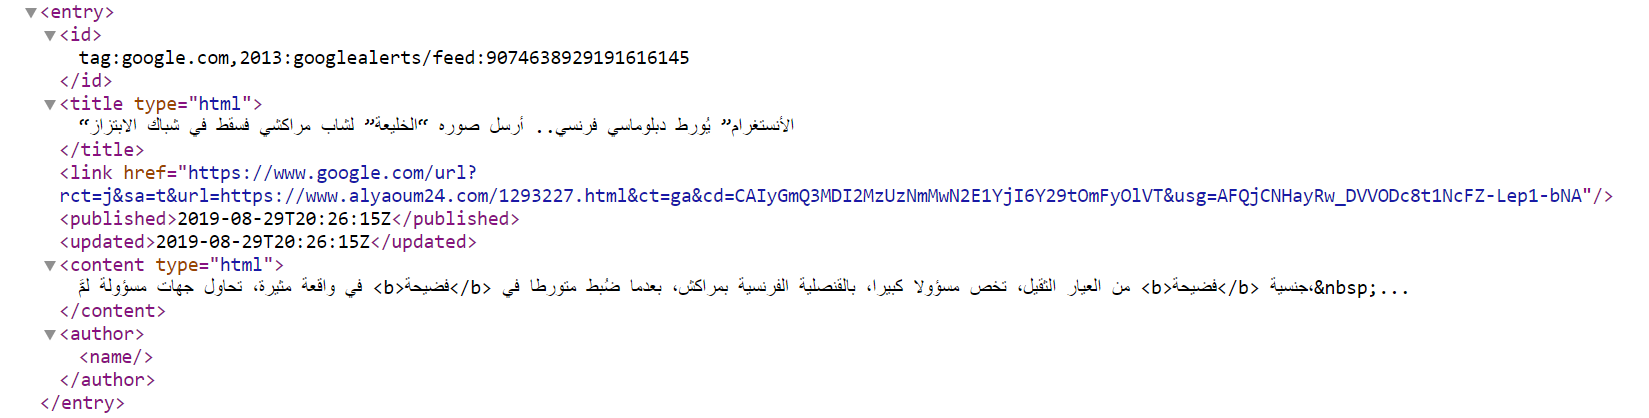 ▼<entry>
▼<id>
tag:google.com,2013:googlealerts/feed:9074638929191616145
</id>
▼<title type="html">
“الأنستغرام” يُورط دبلوماسي فرنسي.. أرسل صوره “الخليعة” لشاب مراكشي فسقط في شباك الابتزاز
</title>
<link href="https://www.google.com/url?
rct=j&sa=t&url=https://www.alyaoum24.com/1293227.html&ct=ga&cd=CAIyGmQ3MDI2MzUzNmMwN2E1YjI6Y29tOmFyOlVT&usg=AFQjCNHayRw_DVVODc8t1NcFZ-Lep1-bNA"/>
<published>2019-08-29T20:26:15Z</published>
<updated>2019-08-29T20:26:15Z</updated>
▼<content type="html">
في واقعة مثيرة، تحاول جهات مسؤولة لمَّ <b>فضيحة</b> من العيار الثقيل، تخص مسؤولا كبيرا، بالقنصلية الفرنسية بمراكش، بعدما ضُبط متورطا في <b>فضيحة</b> جنسية،&nbsp;...
</content>
▼<author>
<name/>
</author>
</entry>